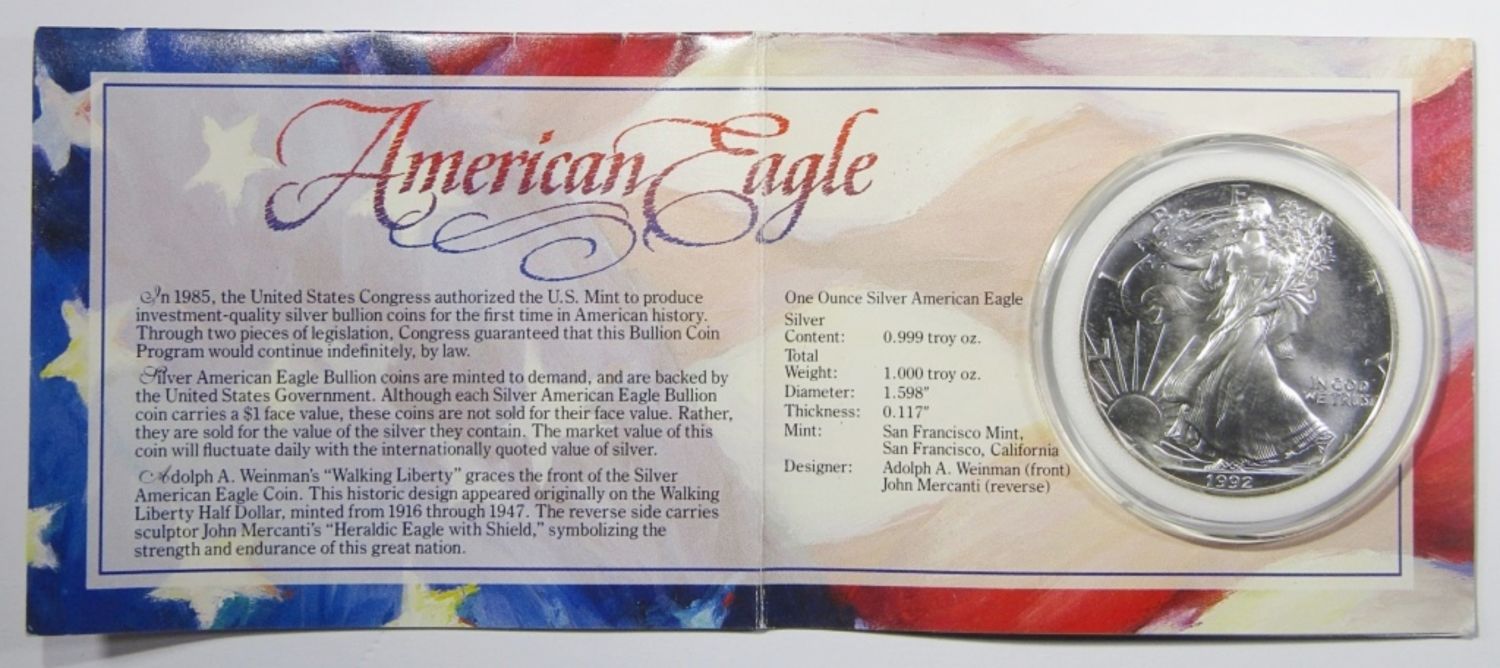 American Eagle
In 1985, the United States Congress authorized the U.S. Mint to produce
investment-quality silver bullion coins for the first time in American history.
Through two pieces of legislation, Congress guaranteed that this Bullion Coin
Program would continue indefinitely, by law.
Silver American Eagle Bullion coins are minted to demand, and are backed by
the United States Government. Although each Silver American Eagle Bullion
coin carries a $1 face value, these coins are not sold for their face value. Rather,
they are sold for the value of the silver they contain. The market value of this
coin will fluctuate daily with the internationally quoted value of silver.
Adolph A. Weinman's "Walking Liberty" graces the front of the Silver
American Eagle Coin. This historic design appeared originally on the Walking
Liberty Half Dollar, minted from 1916 through 1947. The reverse side carries
sculptor John Mercanti's "Heraldic Eagle with Shield," symbolizing the
strength and endurance of this great nation.
One Ounce Silver American Eagle
Silver
Content: 0.999 troy oz.
Total
Weight: 1.000 troy oz.
Diameter: 1.598"
Thickness: 0.117"
Mint: San Francisco Mint,
San Francisco, California
Designer: Adolph A. Weinman (front)
John Mercanti (reverse)
LIBERTY
IN GOD
WE TRUST
1992